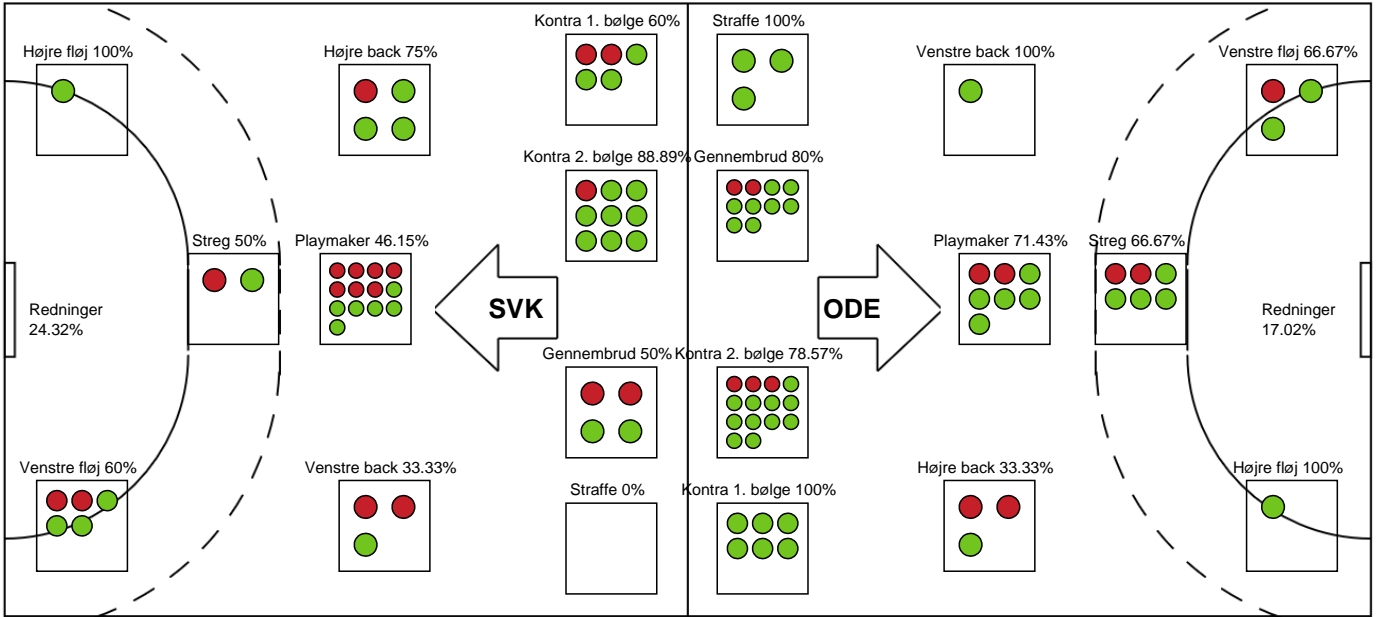 Kontra 1. bølge 60%
Straffe 100%
Højre fløj 100%
Højre back 75%
Venstre back 100%
Venstre fløj 66.67%
Kontra 2. bølge 88.89%
Gennembrud 80%
Streg 50%
Playmaker 46.15%
Playmaker 71.43%
Streg 66.67%
SVK
ODE
Redninger
24.32%
Redninger
17.02%
Gennembrud 50%
Kontra 2. bølge 78.57%
Venstre fløj 60%
Venstre back 33.33%
Højre back 33.33%
Højre fløj 100%
Straffe 0%
Kontra 1. bølge 100%